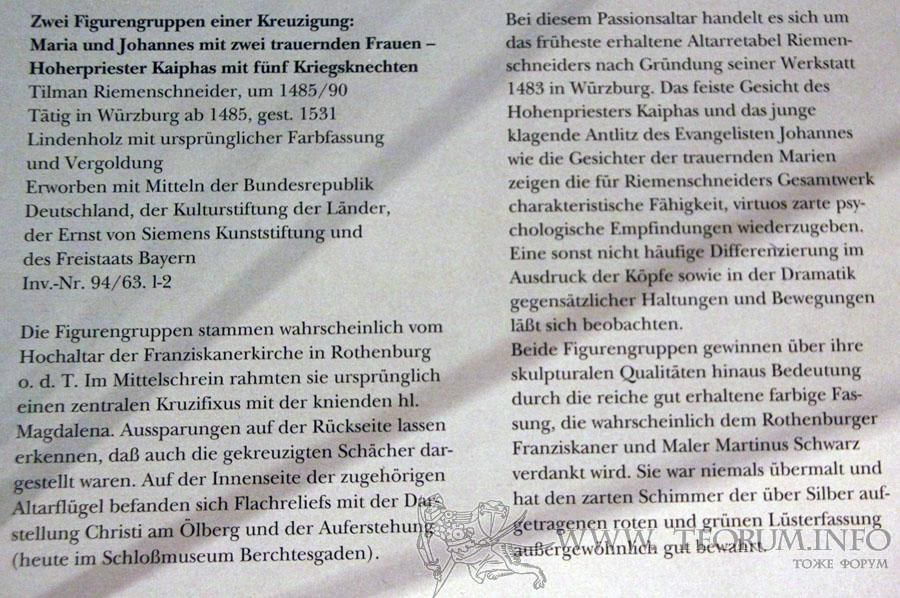 Zwei Figurengruppen einer Kreuzigung:
Maria und Johannes mit zwei trauernden Frauen –
Hoherpriester Kaiphas mit fünf Kriegsknechten
Tilman Riemenschneider, um 1485/90
Tätig in Würzburg ab 1485, gest. 1531
Lindenholz mit ursprünglicher Farbfassung
und Vergoldung
Erworben mit Mitteln der Bundesrepublik
Deutschland, der Kulturstiftung der Länder,
der Ernst von Siemens Kunststiftung und
des Freistaats Bayern
Inv.-Nr. 94/63. 1-2
Die Figurengruppen stammen wahrscheinlich vom
Hochaltar der Franziskanerkirche in Rothenburg
o. d. T. Im Mittelschrein rahmten sie ursprünglich
einen zentralen Kruzifixus mit der knienden hl.
Magdalena. Aussparungen auf der Rückseite lassen
erkennen, daß auch die gekreuzigten Schächer dar-
gestellt waren. Auf der Innenseite der zugehörigen
Altarflügel befanden sich Flachreliefs mit der Dar-
stellung Christi am Ölberg und der Auferstehung
(heute im Schloßmuseum Berchtesgaden).
Bei diesem Passionsaltar handelt es sich um
das früheste erhaltene Altarretabel Riemen-
schneiders nach Gründung seiner Werkstatt
1483 in Würzburg. Das feiste Gesicht des
Hohenpriesters Kaiphas und das junge
klagende Antlitz des Evangelisten Johannes
wie die Gesichter der trauernden Marien
zeigen die für Riemenschneiders Gesamtwerk
charakteristische Fähigkeit, virtuos zarte psy-
chologische Empfindungen wiederzugeben.
Eine sonst nicht häufige Differenzierung im
Ausdruck der Köpfe sowie in der Dramatik
gegensätzlicher Haltungen und Bewegungen
läßt sich beobachten.
Beide Figurengruppen gewinnen über ihre
skulpturalen Qualitäten hinaus Bedeutung
durch die reiche gut erhaltene farbige Fas-
sung, die wahrscheinlich dem Rothenburger
Franziskaner und Maler Martinus Schwarz
verdankt wird. Sie war niemals übermalt und
hat den zarten Schimmer der über Silber auf-
getragenen roten und grünen Lüsterfassung
außergewöhnlich gut bewahrt.
WWW.TEORUM.INFO
ТОЖЕ ФОРУМ